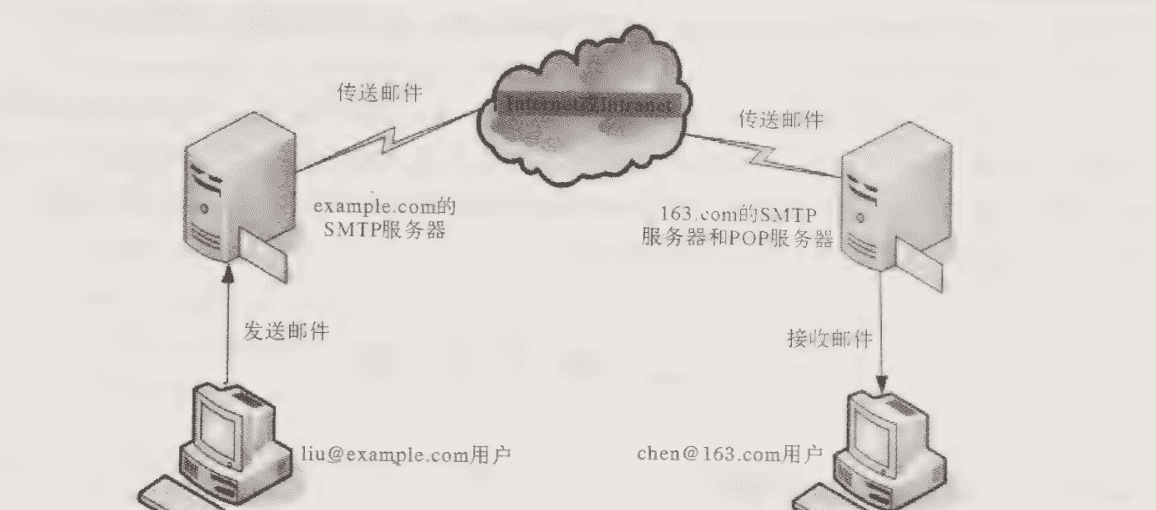 传送邮件
Internet或Intranet
传送邮件
example.com的
SMTP服务器
163.com的SMTP
服务器和POP服务器
发送邮件
接收邮件
liu@example.com用户
chen@163.com用户